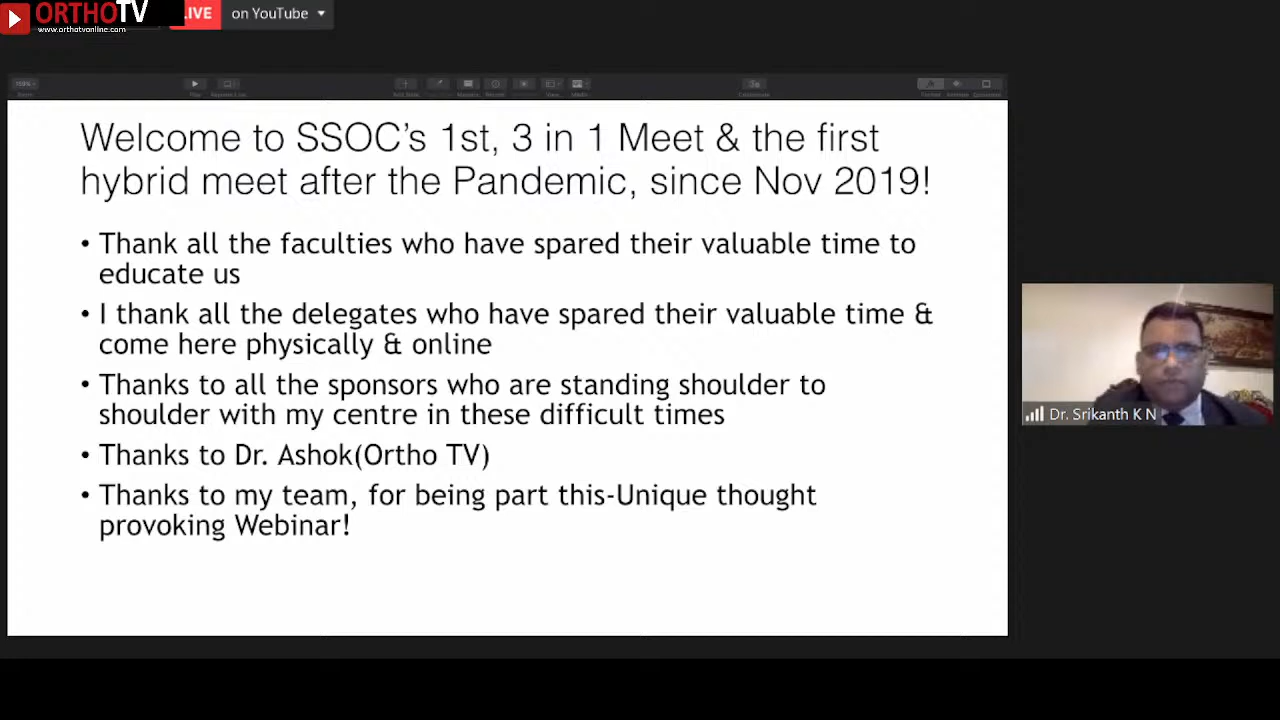 ORTHOTV
www.orthotvonline.com
LIVE
on YouTube
Welcome to SSOC's 1st, 3 in 1 Meet & the first
hybrid meet after the Pandemic, since Nov 2019!
• Thank all the faculties who have spared their valuable time to
educate us
• I thank all the delegates who have spared their valuable time &
come here physically & online
• Thanks to all the sponsors who are standing shoulder to
shoulder with my centre in these difficult times
• Thanks to Dr. Ashok(Ortho TV)
• Thanks to my team, for being part this-Unique thought
provoking Webinar!
Dr. Srikanth K N